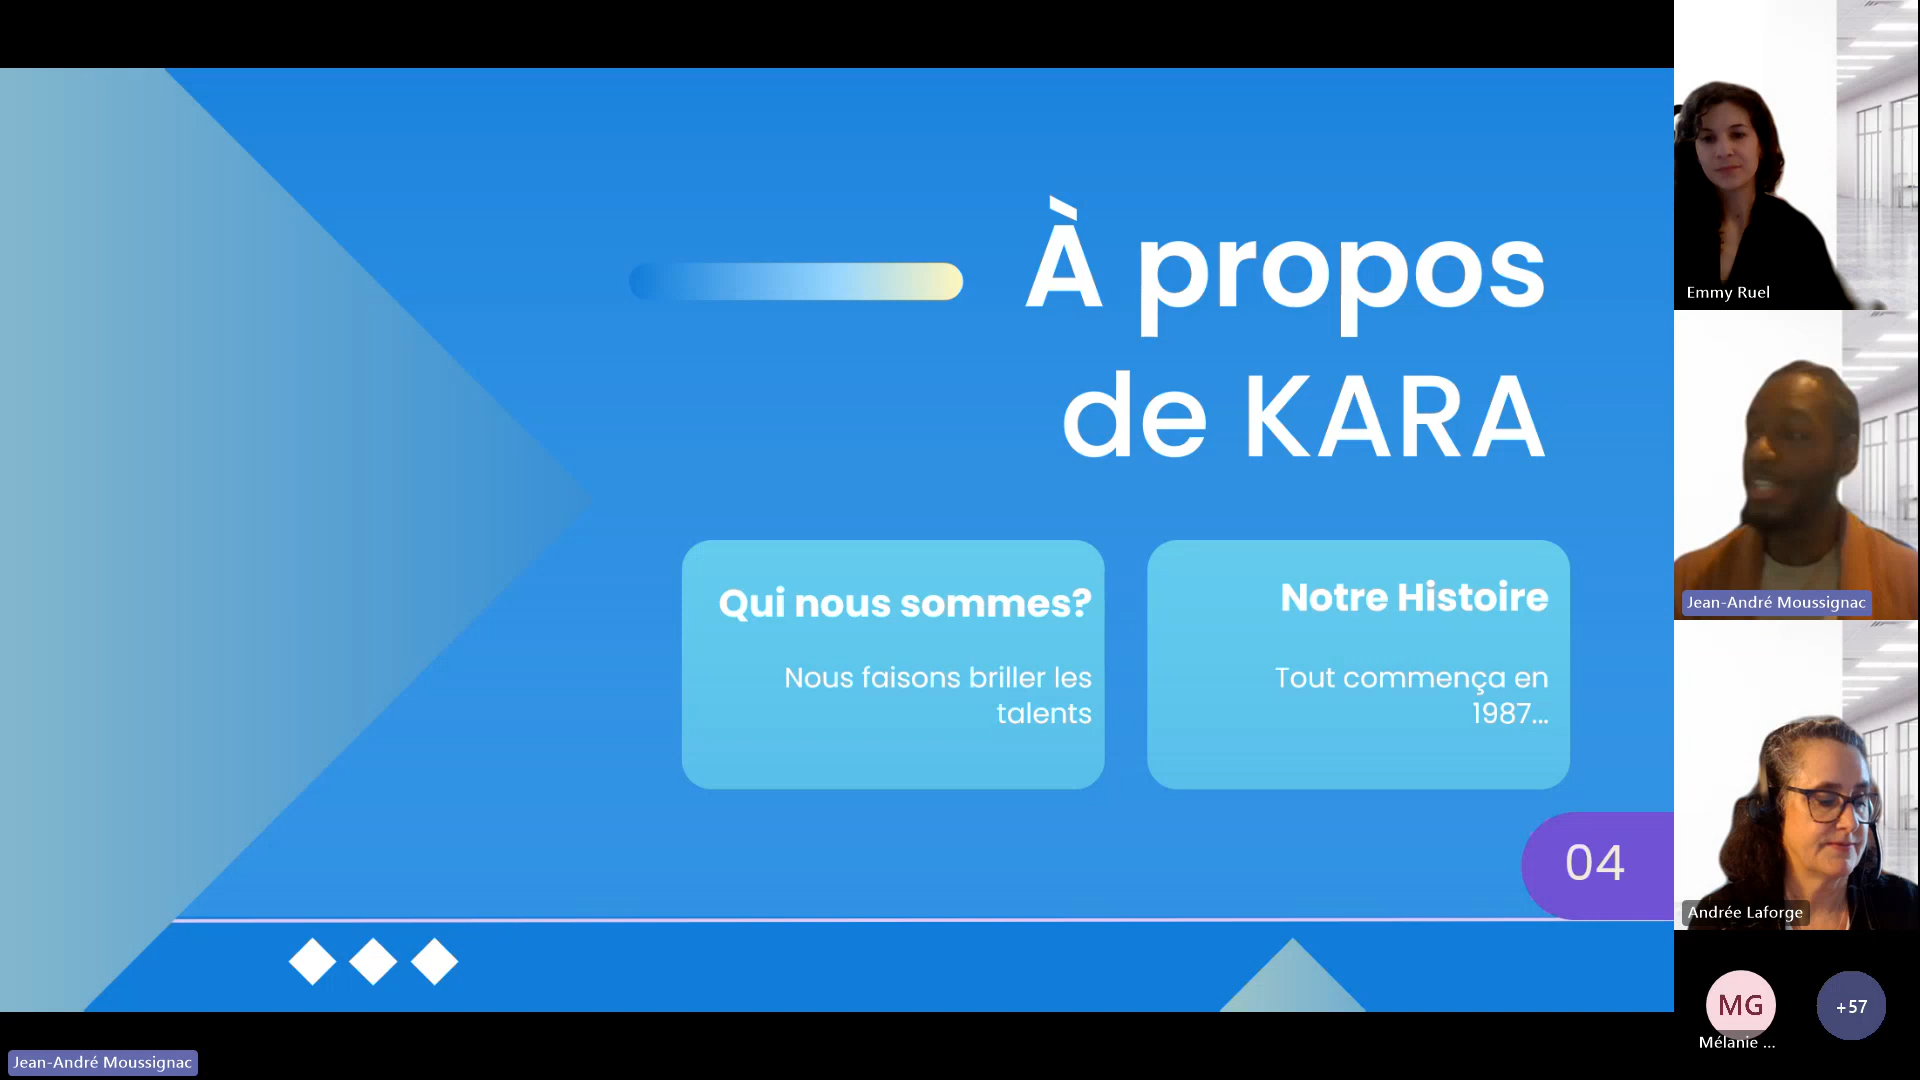 À propos
de KARA
Qui nous sommes?
Nous faisons briller les
talents
Notre Histoire
Tout commença en
1987...
04
Emmy Ruel
Jean-André Moussignac
Andrée Laforge
MG
Mélanie ...
+57
Jean-André Moussignac